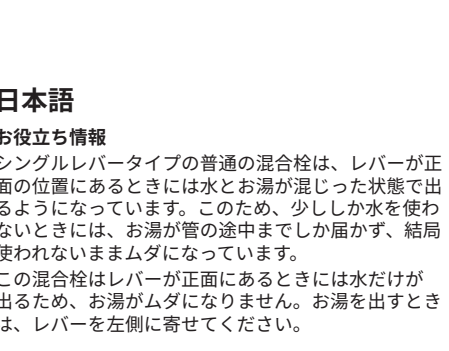 日本語
お役立ち情報
シングルレバータイプの普通の混合栓は、レバーが正
面の位置にあるときには水とお湯が混じった状態で出
るようになっています。このため、少ししか水を使わ
ないときには、お湯が管の途中までしか届かず、結局
使われないままムダになっています。
この混合栓はレバーが正面にあるときには水だけが
出るため、お湯がムダになりません。お湯を出すとき
は、レバーを左側に寄せてください。